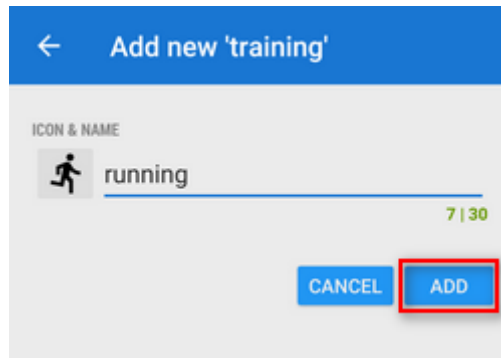 Add new 'training'
ICON & NAME
running
7 | 30
CANCEL ADD